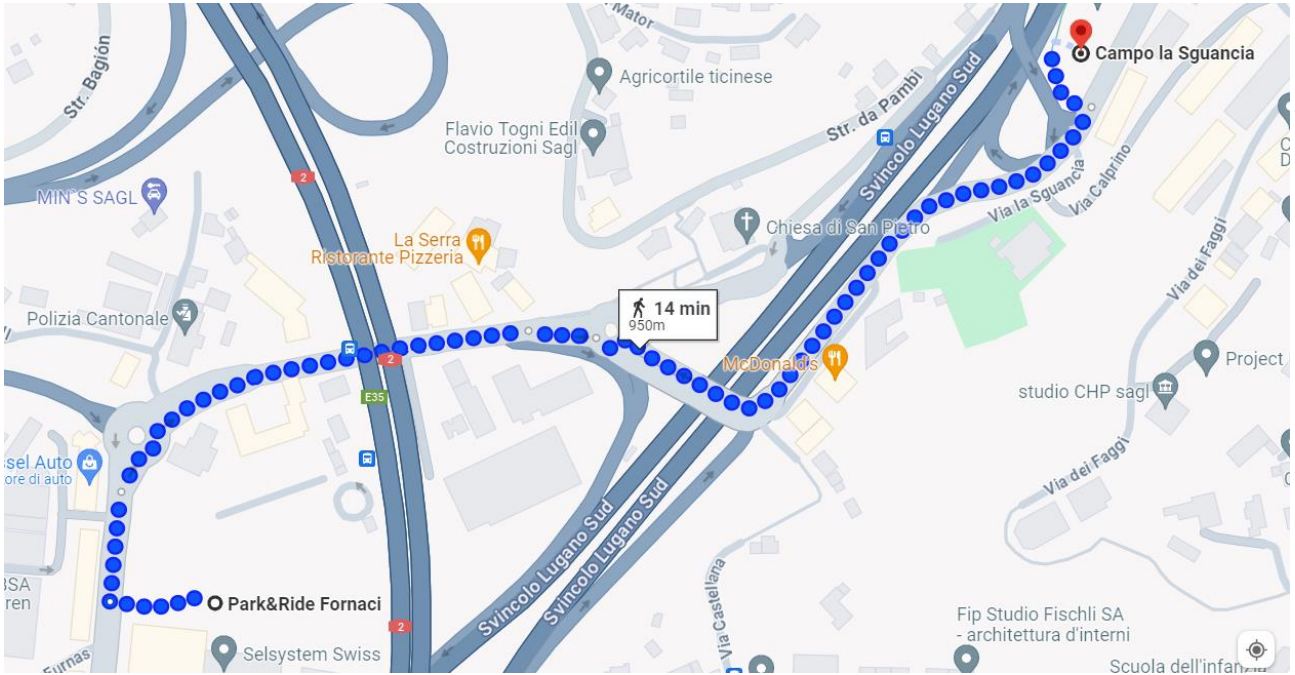 Mator
Str. Bagión
Campo la Sguancia
Agricortile ticinese
Svincolo Lugano Sud
Str. da Pambi
Flavio Togni Edil
Costruzioni Sagl
2
MIN'S SAGL
Via la Sguancia
Via Calprino
Chiesa di San Pietro
La Serra
Ristorante Pizzeria
Via dei Faggi
14 min
950m
Polizia Cantonale
2
McDonald's
Project
E35
studio CHP sagl
ssel Auto
ore di auto
Via dei Faggi
Svincolo Lugano Sud
Svincolo Lugano Sud
BSA
ren
Park&Ride Fornaci
Via Castellana
2
Fip Studio Fischli SA
- architettura d'interni
Selsystem Swiss
Furnas
Scuola dell'infanzia